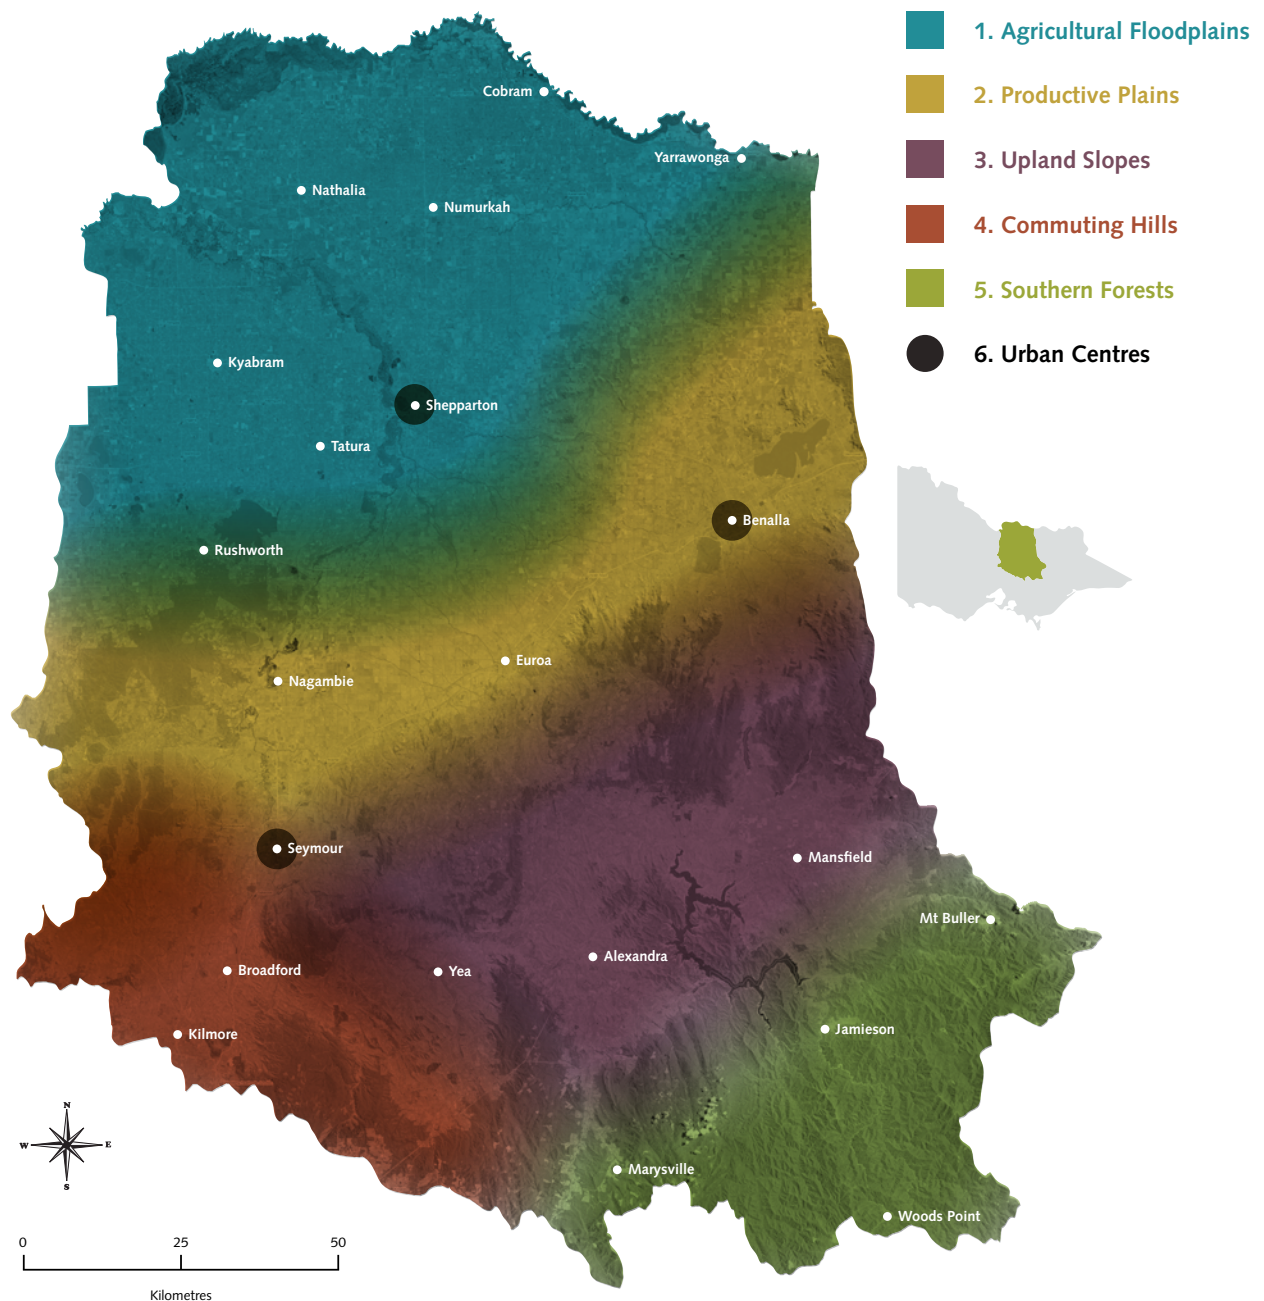 1. Agricultural Floodplains
2. Productive Plains
3. Upland Slopes
4. Commuting Hills
5. Southern Forests
6. Urban Centres
Cobram
Yarrawonga
Nathalia
Numurkah
Kyabram
Shepparton
Tatura
Benalla
Rushworth
Euroa
Nagambie
Seymour
Mansfield
Mt Buller
Alexandra
Broadford
Yea
Jamieson
Kilmore
N
W
E
S
Marysville
Woods Point
0
25
50
Kilometres